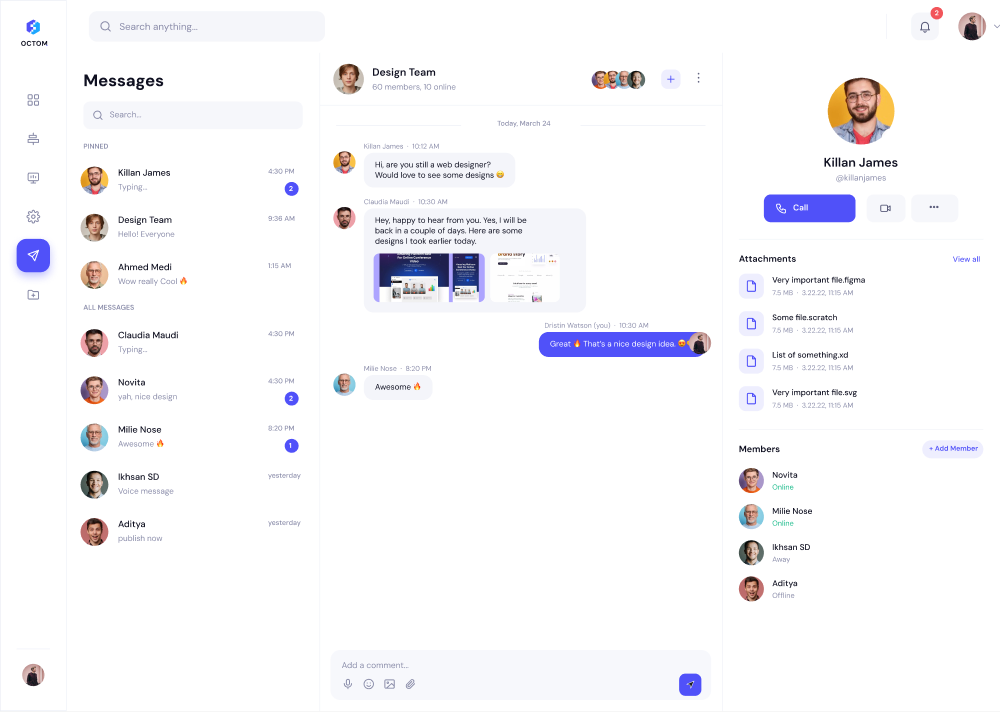 OCTOM
Search anything...
2
Messages
Search...
PINNED
Killan James
4:30 PM
Typing...
2
Design Team
9:36 AM
Hello! Everyone
Ahmed Medi
1:15 AM
Wow really Cool 🔥
ALL MESSAGES
Claudia Maudi
4:30 PM
Typing...
Novita
4:30 PM
yah, nice design
2
Milie Nose
8:20 PM
Awesome 🔥
1
Ikhsan SD
yesterday
Voice message
Aditya
yesterday
publish now
Design Team
60 members, 10 online
Today, March 24
Killan James · 10:12 AM
Hi, are you still a web designer?
Would love to see some designs 😄
Claudia Maudi · 10:30 AM
Hey, happy to hear from you. Yes, I will be
back in a couple of days. Here are some
designs I took earlier today.
Dristin Watson (you) · 10:30 AM
Great 🔥 That's a nice design idea. 😍
Milie Nose · 8:20 PM
Awesome 🔥
Add a comment...
Killan James
@killanjames
Call
Attachments
View all
Very important file.figma
7.5 MB · 3.22.22, 11:15 AM
Some file.scratch
7.5 MB · 3.22.22, 11:15 AM
List of something.xd
7.5 MB · 3.22.22, 11:15 AM
Very important file.svg
7.5 MB · 3.22.22, 11:15 AM
Members
+ Add Member
Novita
Online
Milie Nose
Online
Ikhsan SD
Away
Aditya
Offline